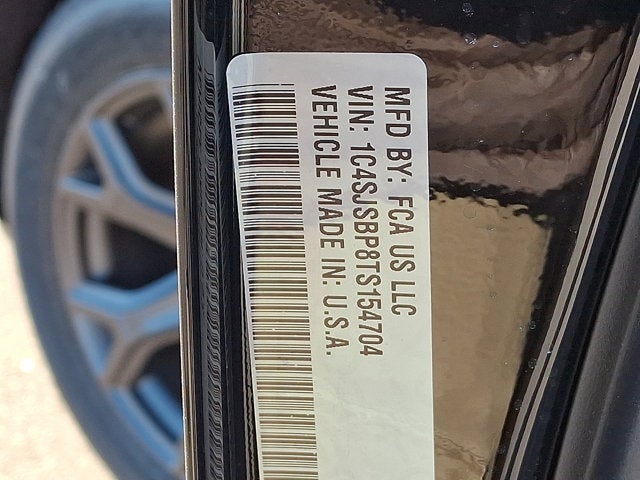 MFD BY: FCA US LLC
VIN: 1C4SJSBP8TS154704
VEHICLE MADE IN: U.S.A.